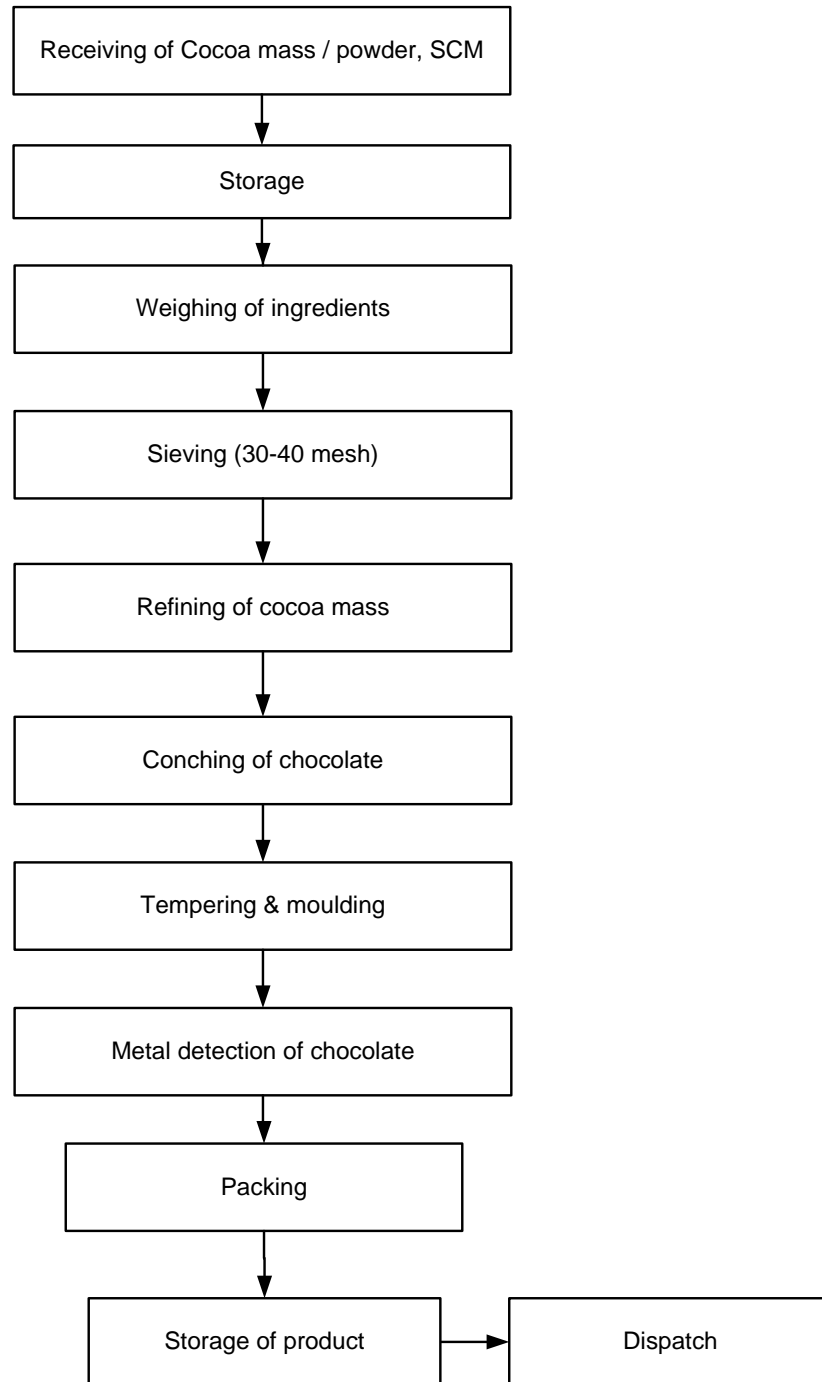 Receiving of Cocoa mass / powder, SCM
Storage
Weighing of ingredients
Sieving (30-40 mesh)
Refining of cocoa mass
Conching of chocolate
Tempering & moulding
Metal detection of chocolate
Packing
Storage of product
Dispatch